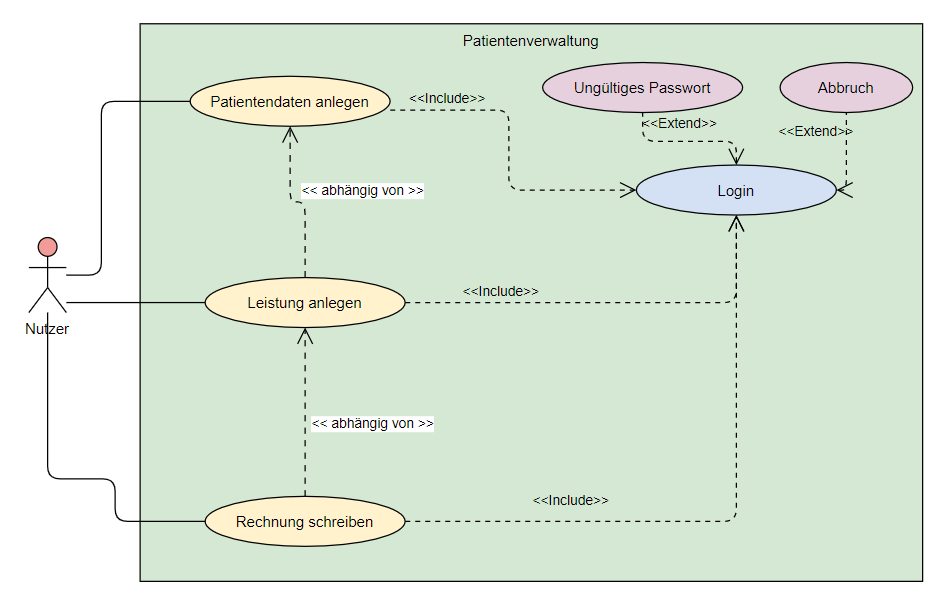 Patientenverwaltung
Ungültiges Passwort
Abbruch
Patientendaten anlegen
<<Include>>
<<Extend>>
<<Extend>>
<< abhängig von >>
Login
<<Include>>
Leistung anlegen
Nutzer
<< abhängig von >>
<<Include>>
Rechnung schreiben